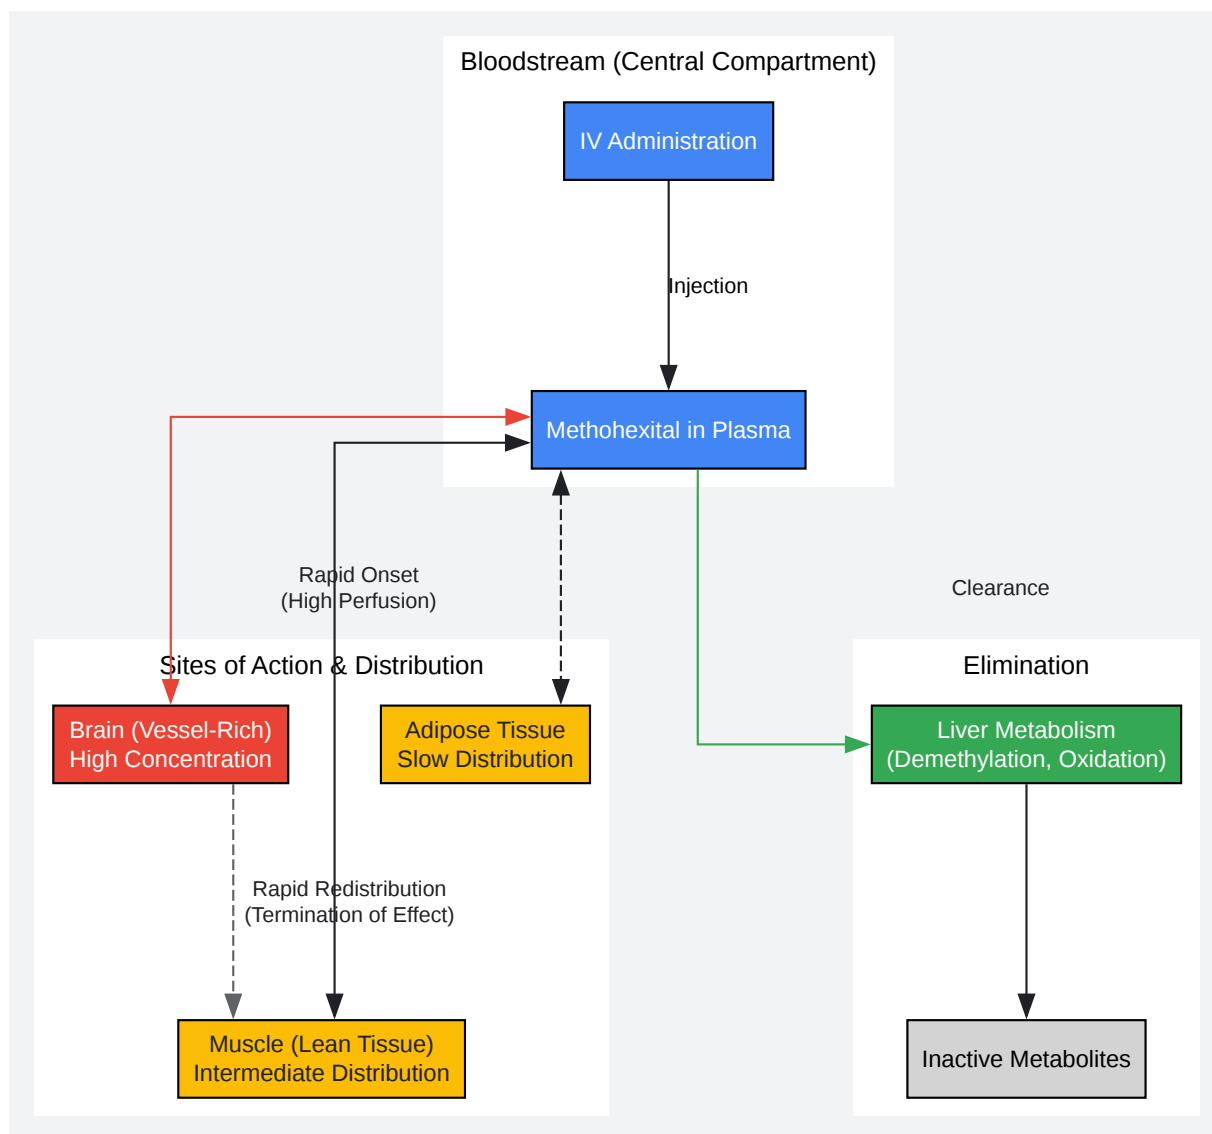 Bloodstream (Central Compartment)
IV Administration
Injection
Methohexital in Plasma
Rapid Onset
(High Perfusion)
Clearance
Sites of Action & Distribution
Elimination
Brain (Vessel-Rich)
High Concentration
Adipose Tissue
Slow Distribution
Liver Metabolism
(Demethylation, Oxidation)
Rapid Redistribution
(Termination of Effect)
Muscle (Lean Tissue)
Intermediate Distribution
Inactive Metabolites